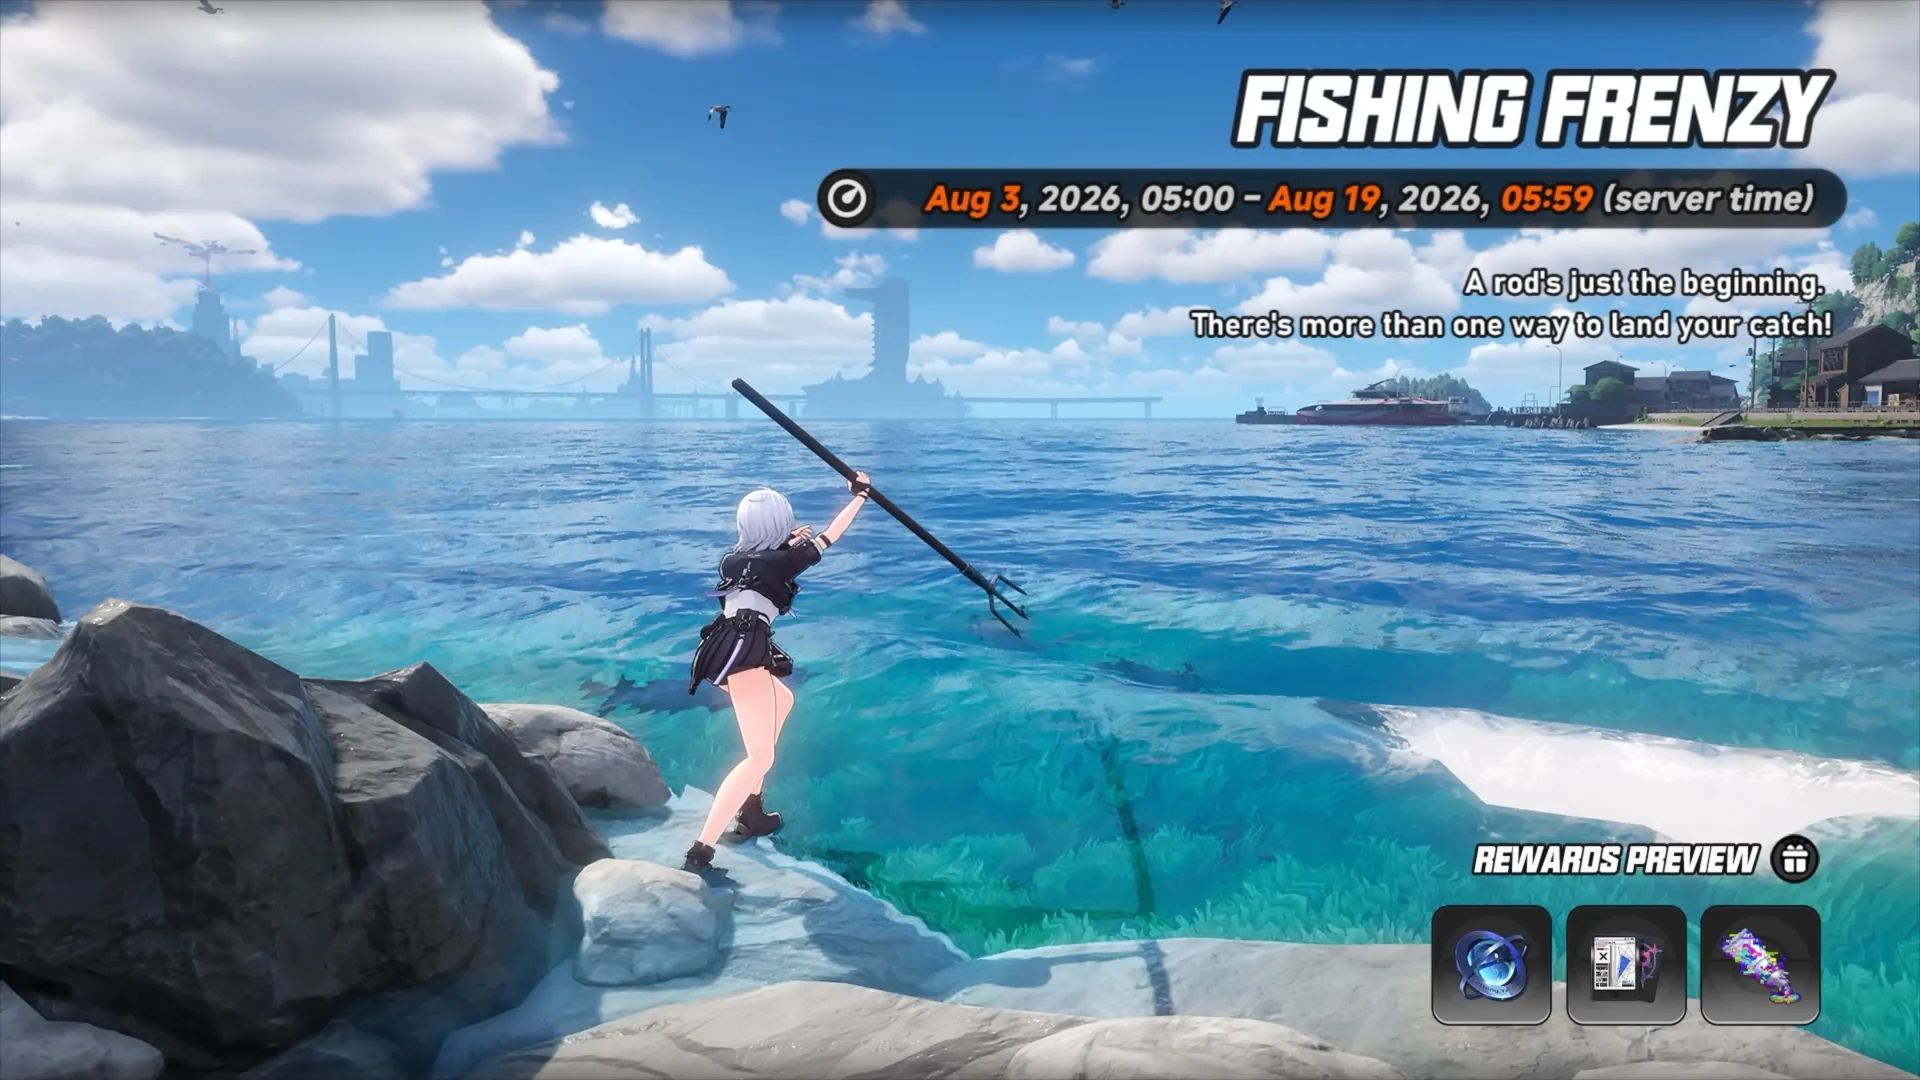 FISHING FRENZY
Aug 3, 2026, 05:00 – Aug 19, 2026, 05:59 (server time)
A rod's just the beginning.
There's more than one way to land your catch!
REWARDS PREVIEW